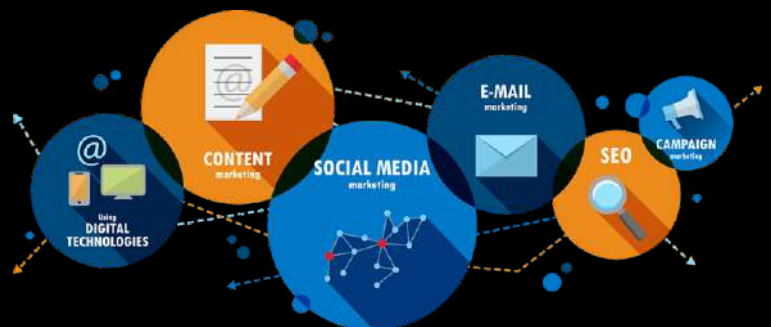 @
Using
DIGITAL
TECHNOLOGIES
@
CONTENT
marketing
SOCIAL MEDIA
marketing
E-MAIL
marketing
SEO
CAMPAIGN
marketing